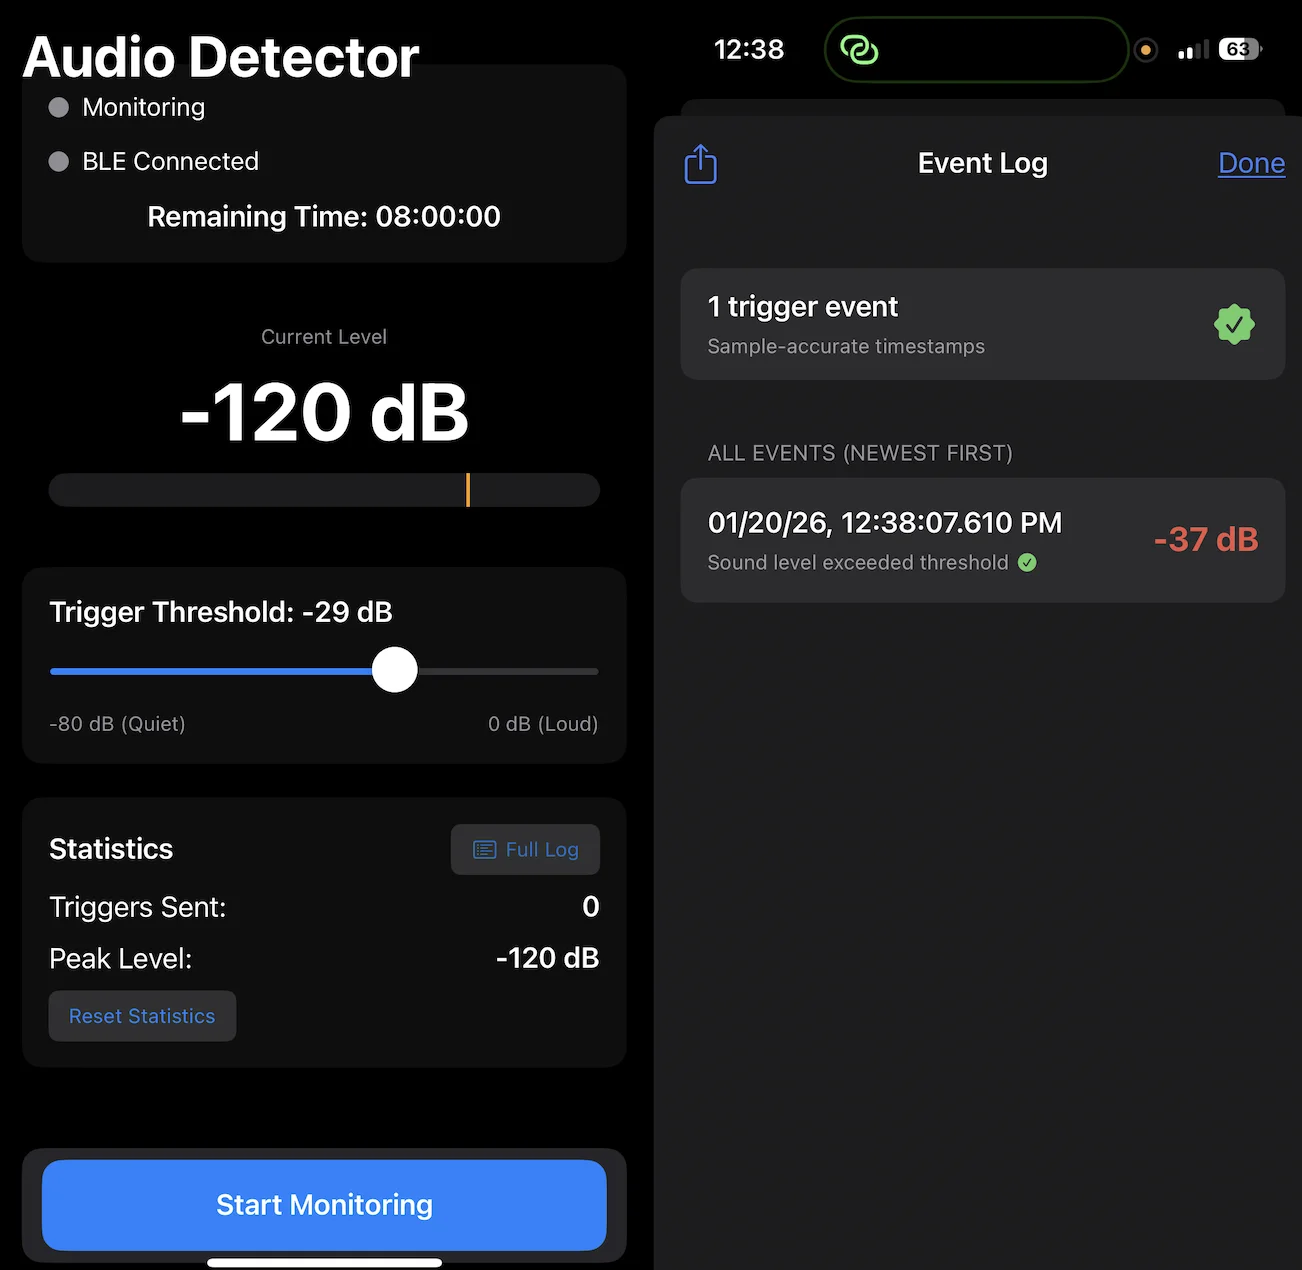 Audio Detector
Monitoring
BLE Connected
Remaining Time: 08:00:00
Current Level
-120 dB
Trigger Threshold: -29 dB
-80 dB (Quiet)
0 dB (Loud)
Statistics
Full Log
Triggers Sent:
0
Peak Level:
-120 dB
Reset Statistics
Start Monitoring
12:38
63
Event Log
Done
1 trigger event
Sample-accurate timestamps
ALL EVENTS (NEWEST FIRST)
01/20/26, 12:38:07.610 PM
Sound level exceeded threshold
-37 dB